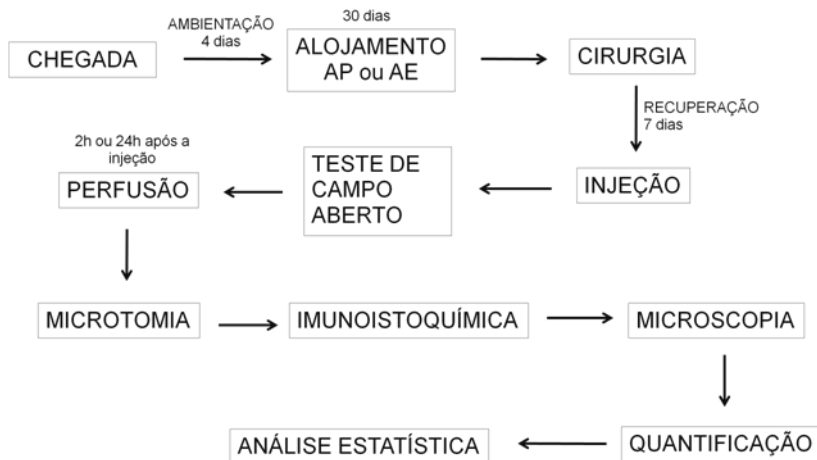 CHEGADA
AMBIENTAÇÃO
4 dias
30 dias
ALOJAMENTO
AP ou AE
CIRURGIA
RECUPERAÇÃO
7 dias
INJEÇÃO
TESTE DE
CAMPO
ABERTO
2h ou 24h após a
injeção
PERFUSÃO
MICROTOMIA
IMUNOISTOQUÍMICA
MICROSCOPIA
QUANTIFICAÇÃO
ANÁLISE ESTATÍSTICA